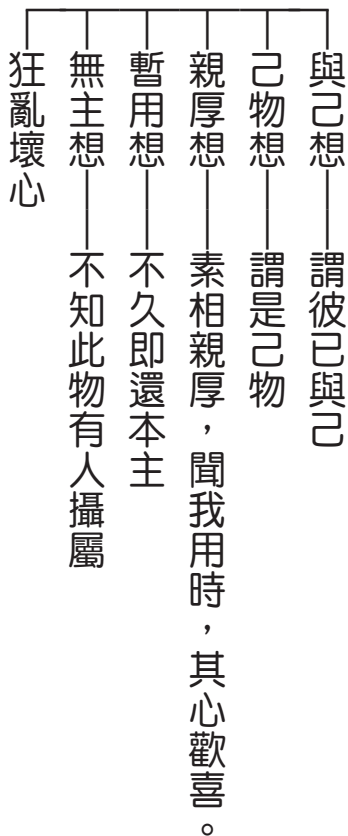 與己想——謂彼已與己
己物想——謂是己物
親厚想——素相親厚，聞我用時，其心歡喜。
暫用想——不久即還本主
無主想——不知此物有人攝屬
狂亂壞心